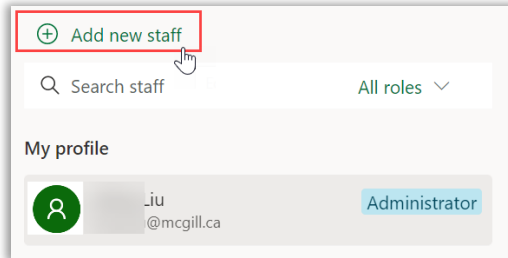 Add new staff
Search staff All roles
My profile
Liu
@mcgill.ca Administrator